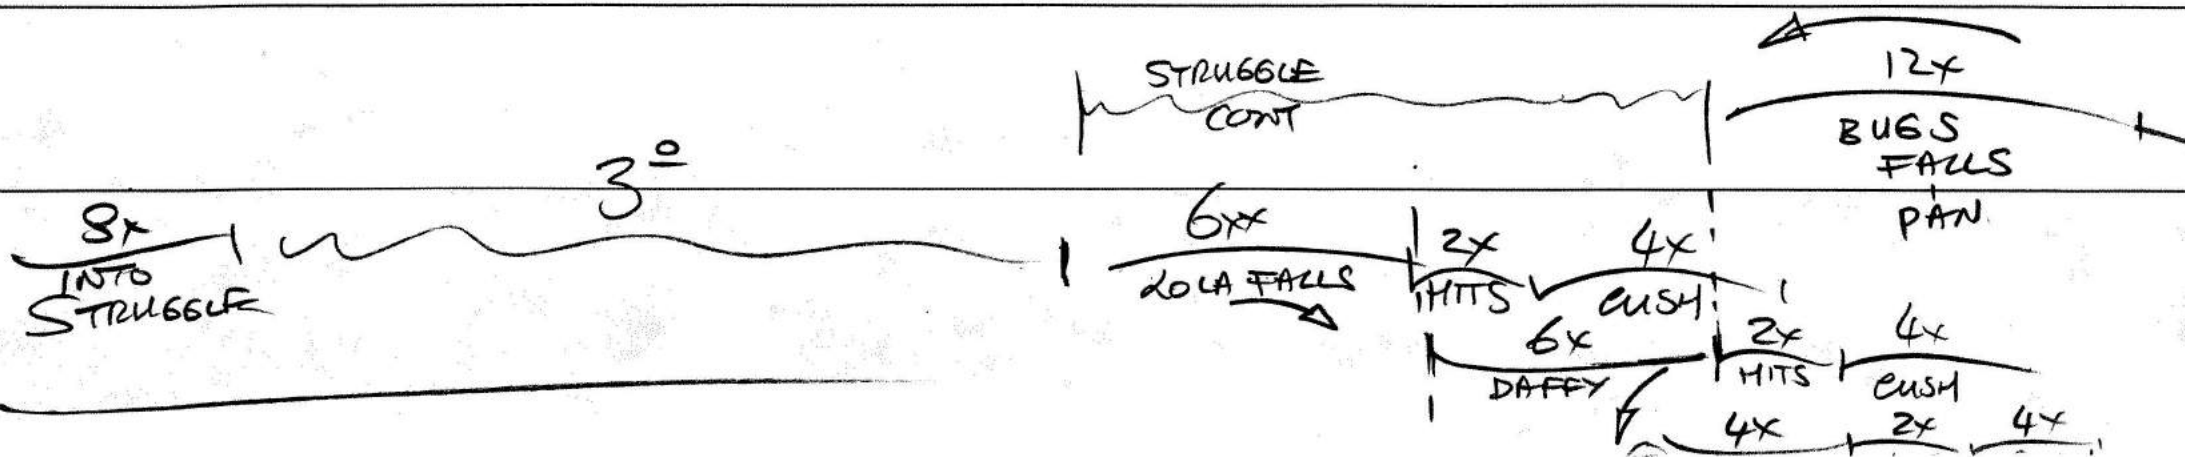 STRUGGLE
CONT
12x
BUGS
FALLS
PAN
3º
8x
INTO
STRUGGLE
6xx
LOLA FALLS
2x
HITS
4x
CUSH
6x
DAFFY
2x
HITS
4x
CUSH
4x
2x
4x